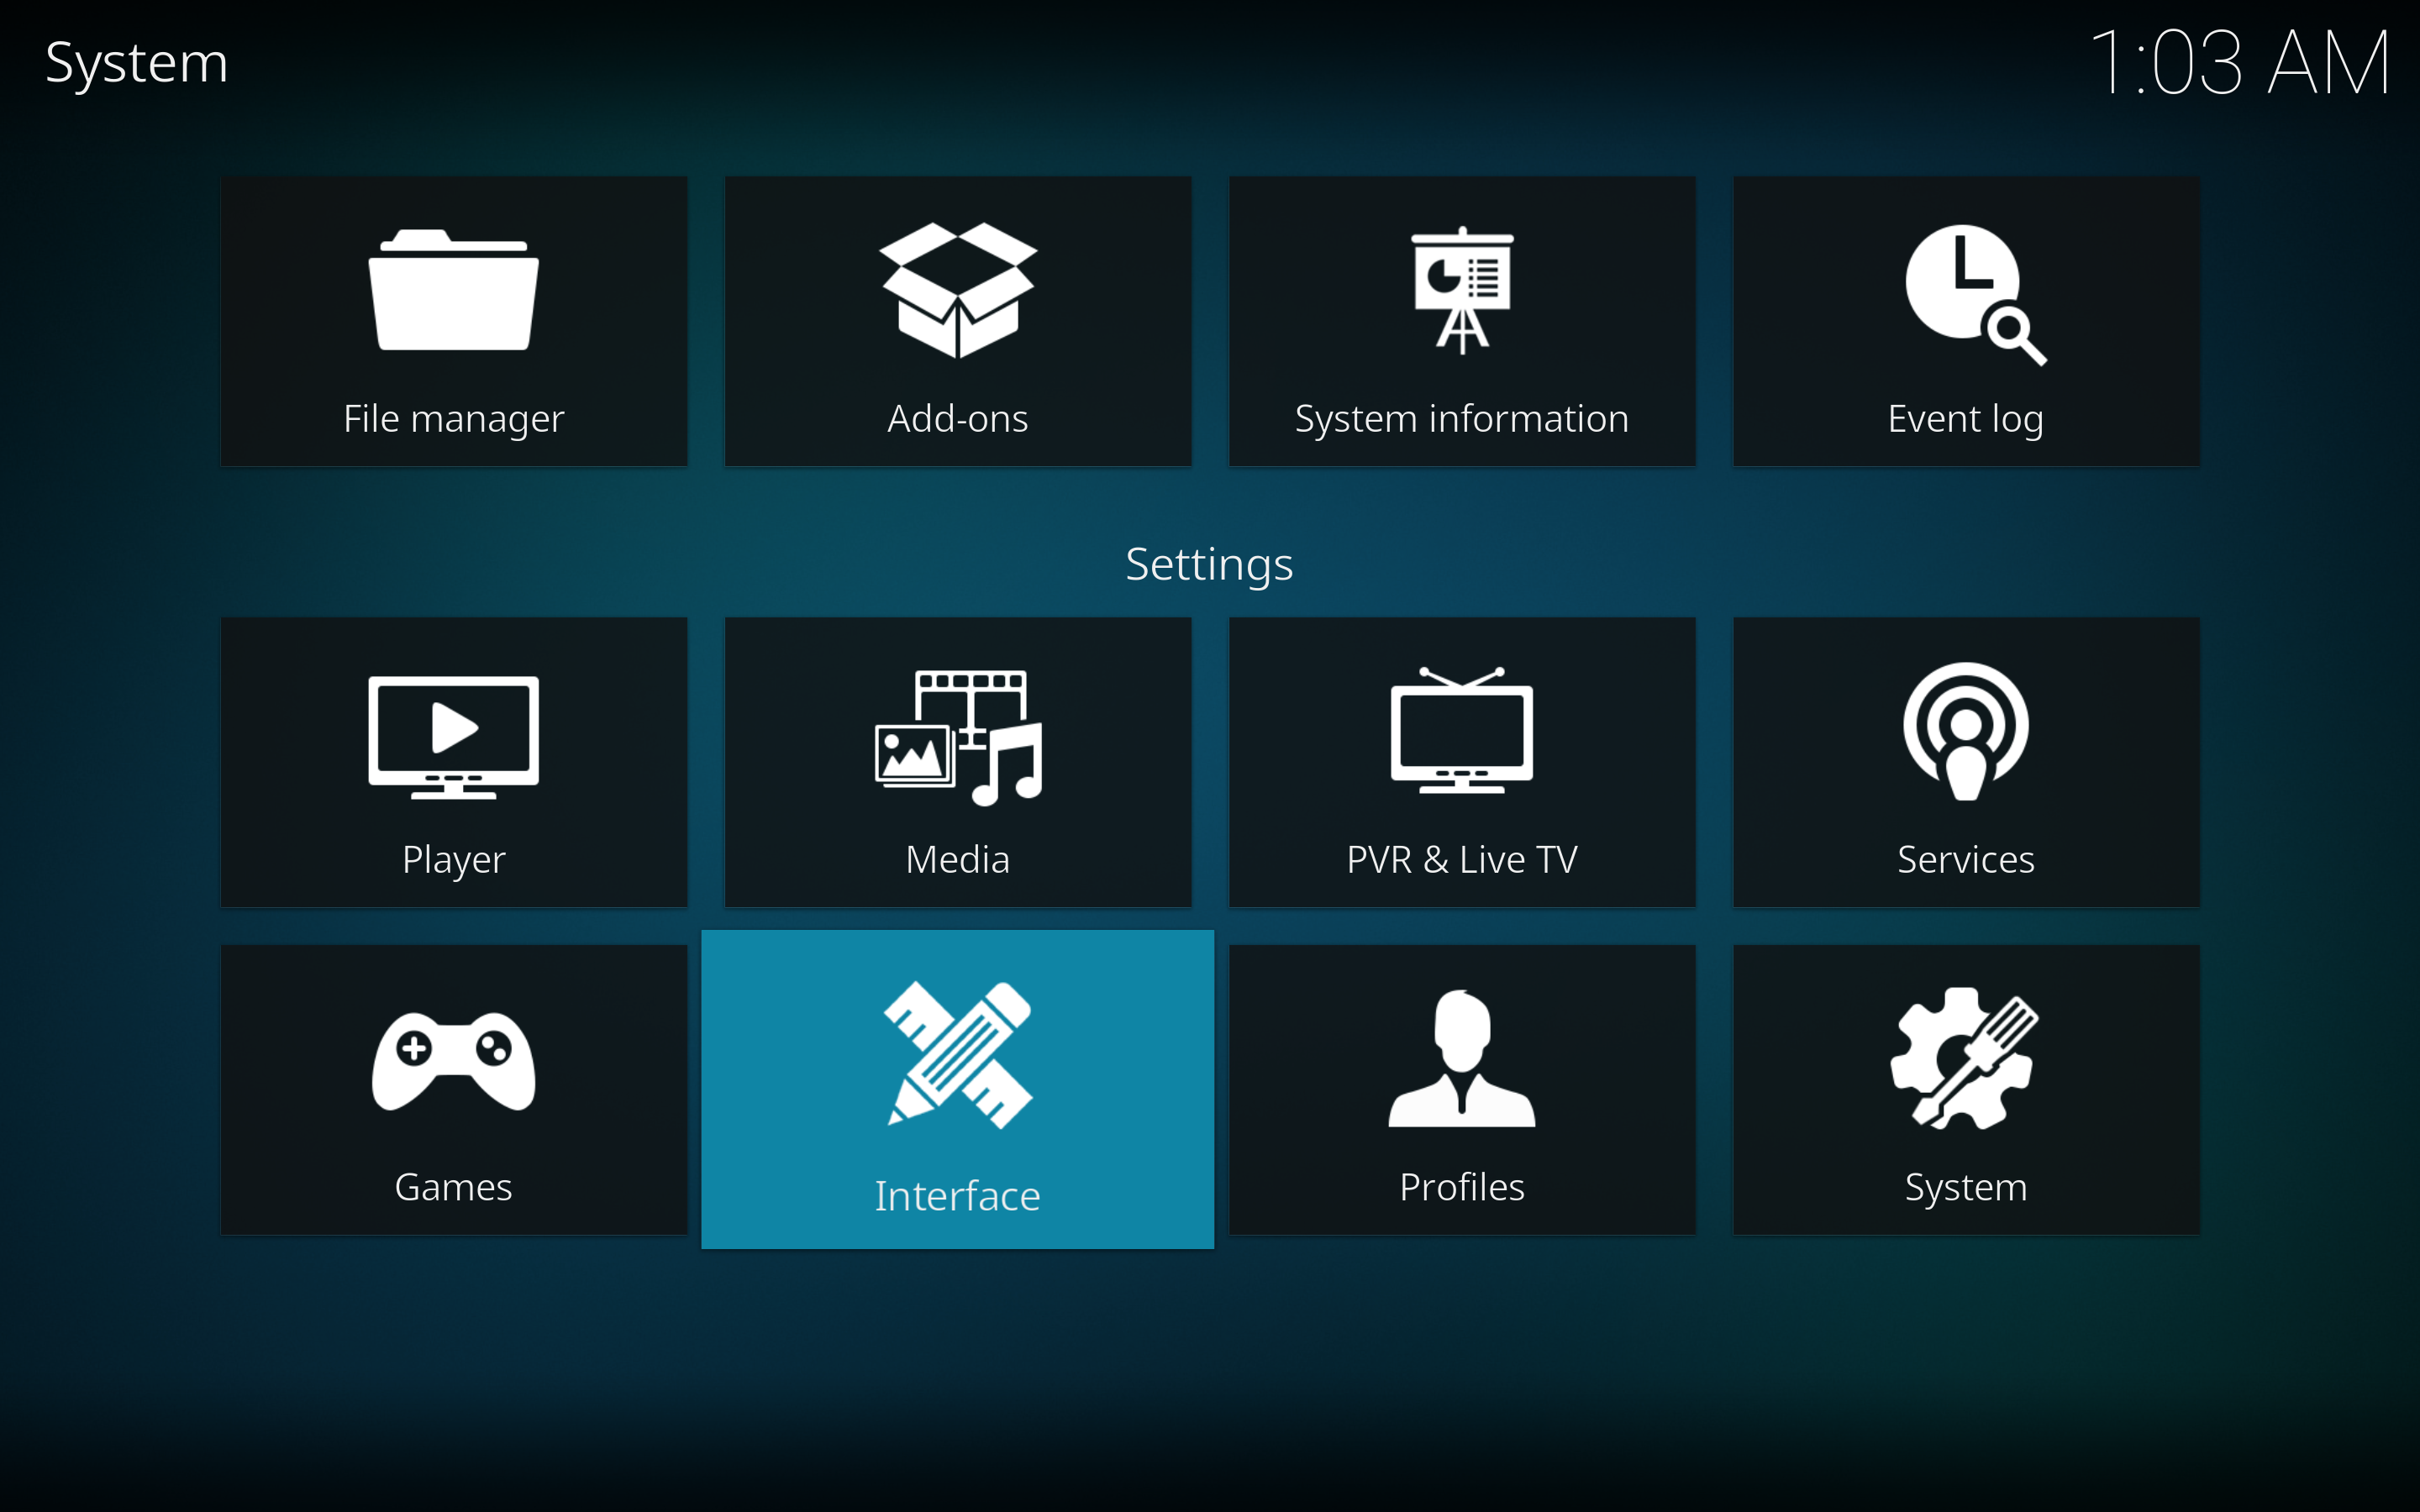 System
1:03 AM
File manager
Add-ons
System information
Event log
Settings
Player
Media
PVR & Live TV
Services
Games
Interface
Profiles
System